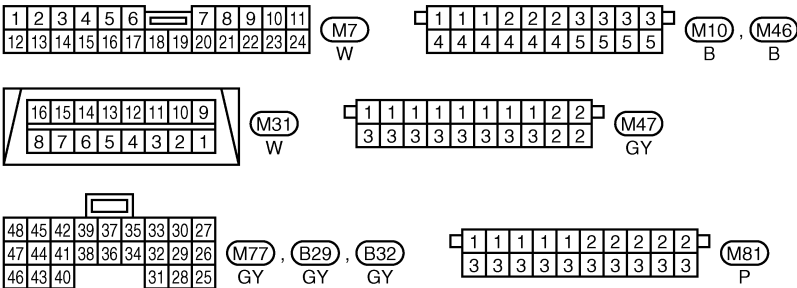 1 2 3 4 5 6 7 8 9 10 11
12 13 14 15 16 17 18 19 20 21 22 23 24
M7
W
1 1 1 2 2 2 3 3 3 3
4 4 4 4 4 4 5 5 5 5
M10 , M46
B B
16 15 14 13 12 11 10 9
8 7 6 5 4 3 2 1
M31
W
1 1 1 1 1 1 1 1 2 2
3 3 3 3 3 3 3 3 2 2
M47
GY
48 45 42 39 37 35 33 30 27
47 44 41 38 36 34 32 29 26
46 43 40 31 28 25
M77 , B29 , B32
GY GY GY
1 1 1 1 1 2 2 2 2 2
3 3 3 3 3 3 3 3 3 3
M81
P